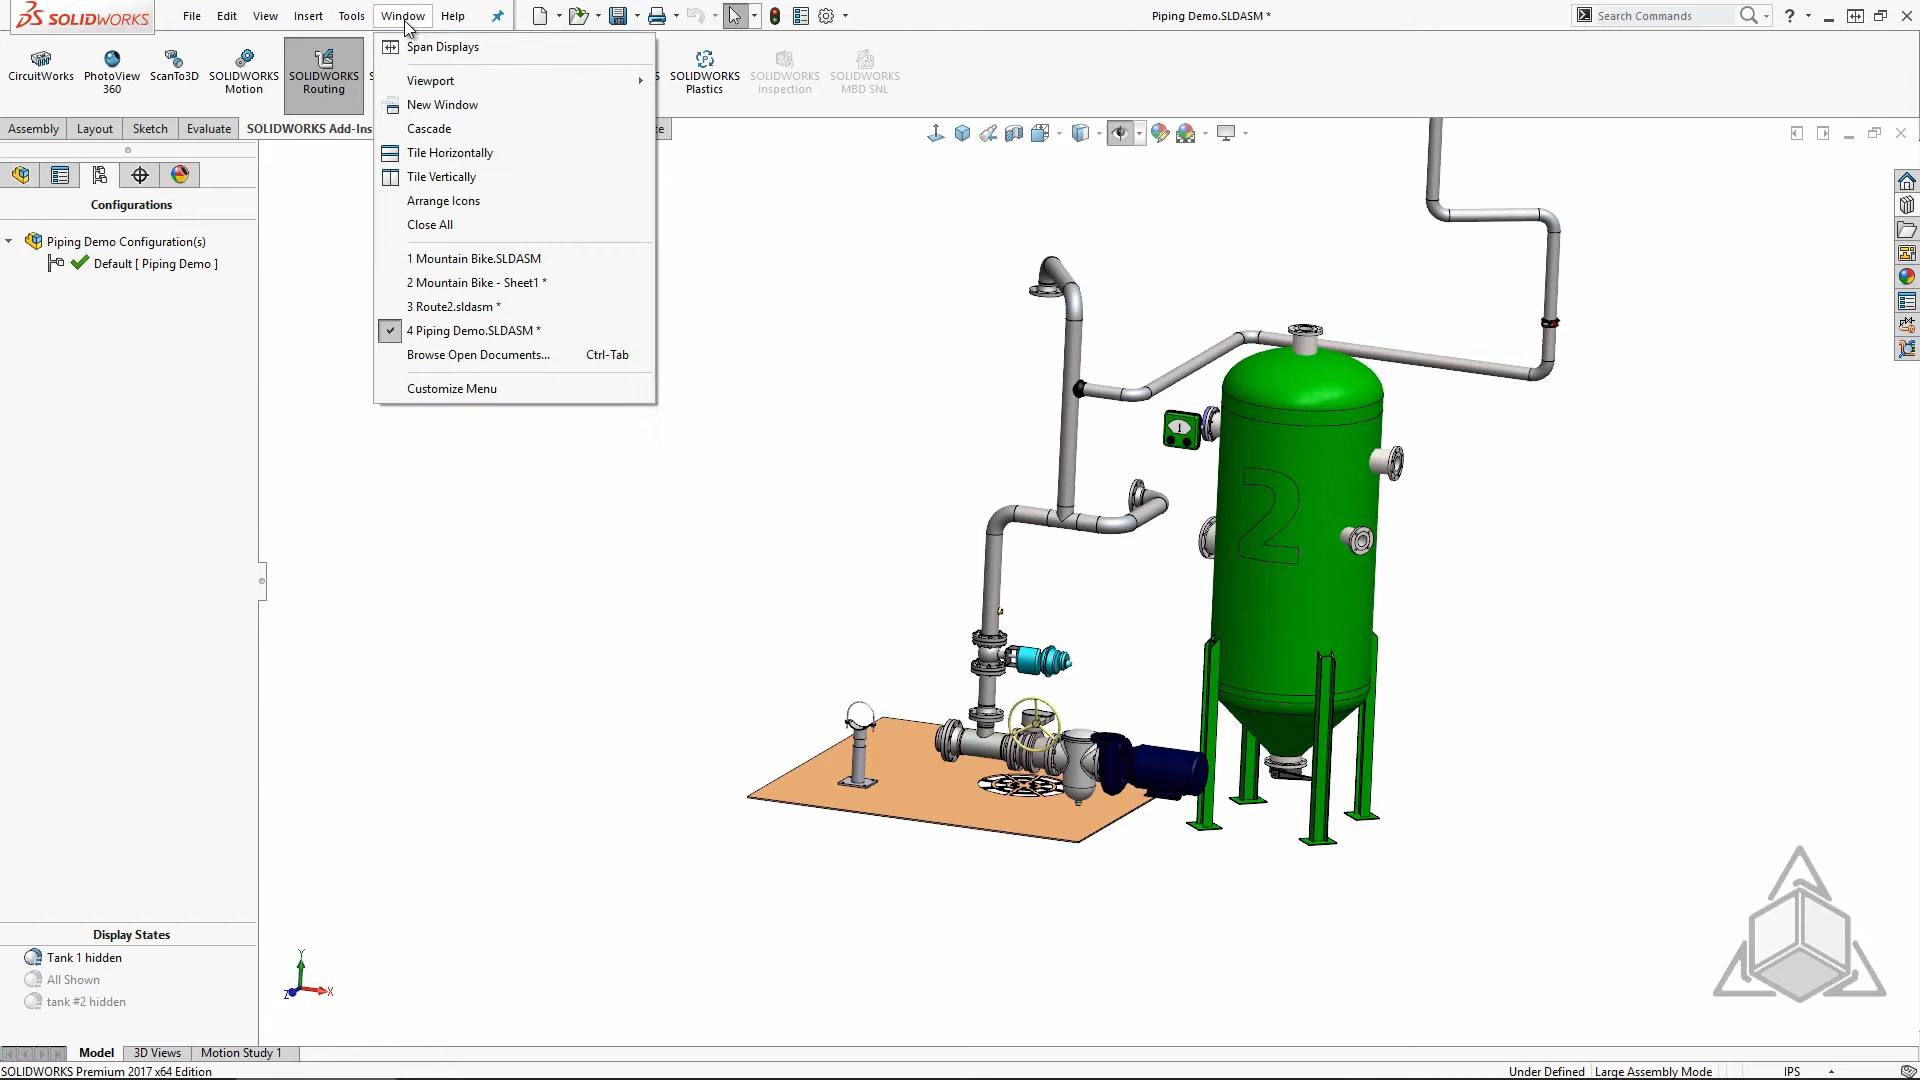 SOLIDWORKS
File Edit View Insert Tools Window Help
Piping Demo.SLDASM *
Search Commands
CircuitWorks
PhotoView
360
ScanTo3D
SOLIDWORKS
Motion
SOLIDWORKS
Routing
SOLIDWORKS
Plastics
SOLIDWORKS
Inspection
SOLIDWORKS
MBD SNL
Assembly Layout Sketch Evaluate SOLIDWORKS Add-Ins
Span Displays
Viewport
New Window
Cascade
Tile Horizontally
Tile Vertically
Arrange Icons
Close All
1 Mountain Bike.SLDASM
2 Mountain Bike - Sheet1 *
3 Route2.sldasm *
4 Piping Demo.SLDASM *
Browse Open Documents... Ctrl-Tab
Customize Menu
Configurations
Piping Demo Configuration(s)
Default [ Piping Demo ]
2
Display States
Tank 1 hidden
All Shown
tank #2 hidden
Y
X
Z
Model 3D Views Motion Study 1
SOLIDWORKS Premium 2017 x64 Edition
Under Defined Large Assembly Mode IPS